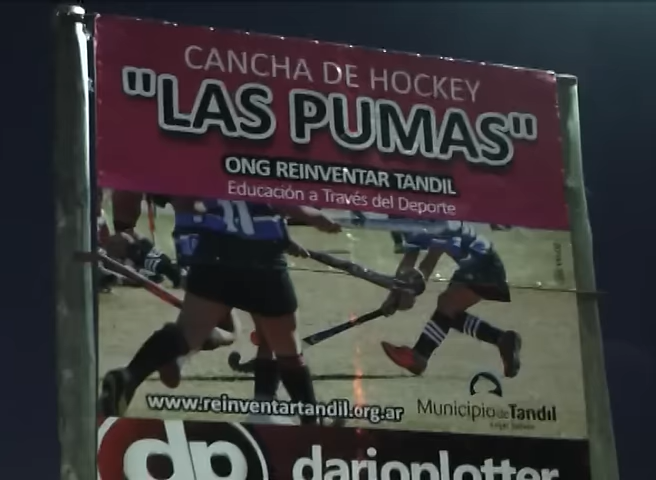 CANCHA DE HOCKEY
"LAS PUMAS"
ONG REINVENTAR TANDIL
Educación a Través del Deporte
www.reinventartandil.org.ar
Municipio de Tandil
dp darioplotter